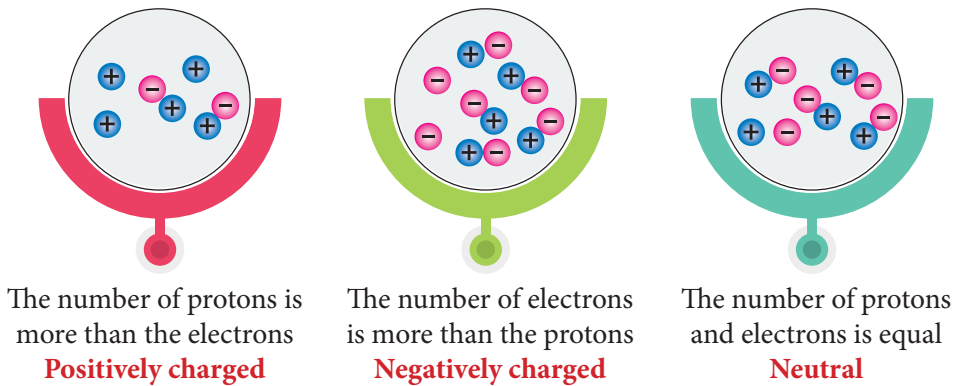 The number of protons is
more than the electrons
Positively charged
The number of electrons
is more than the protons
Negatively charged
The number of protons
and electrons is equal
Neutral